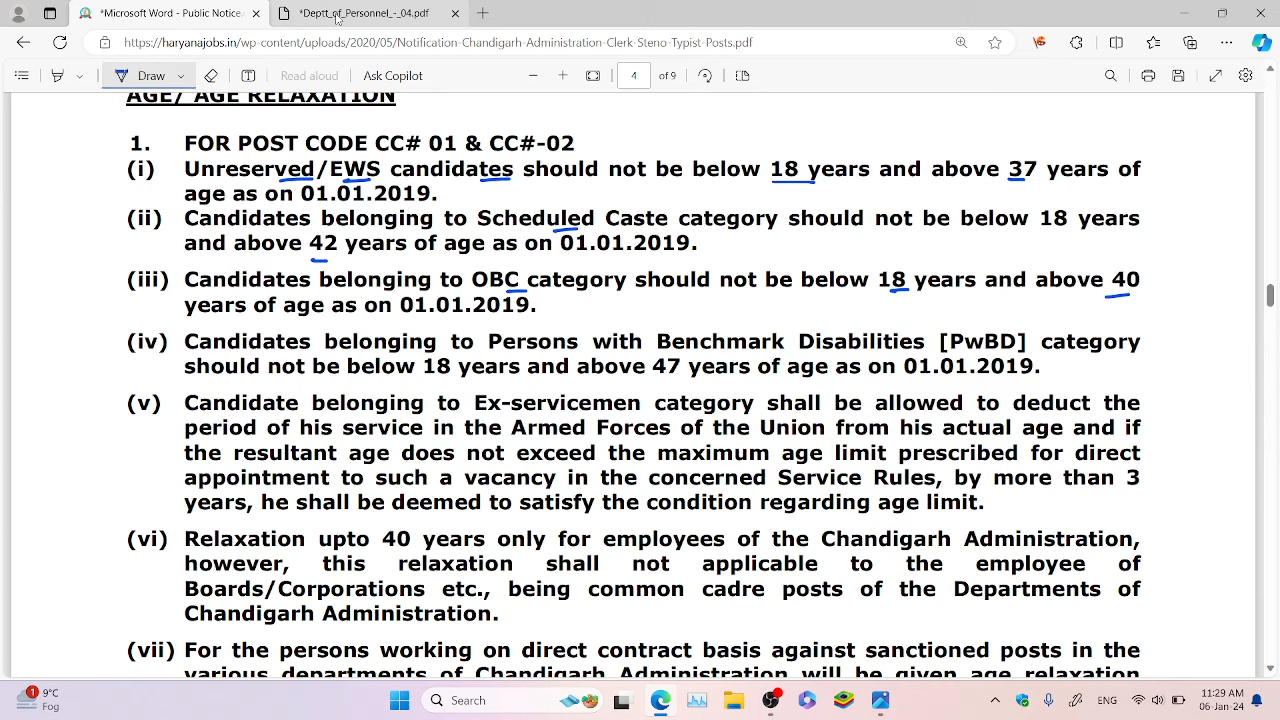 *Microsoft Word - Public Notice.
*Deptt_of_Personnel_-_04.pdf
https://haryanajobs.in/wp-content/uploads/2020/05/Notification-Chandigarh-Administration-Clerk-Steno-Typist-Posts.pdf
Draw
Read aloud
Ask Copilot
4 of 9
AGE/ AGE RELAXATION
1. FOR POST CODE CC# 01 & CC#-02
(i) Unreserved/EWS candidates should not be below 18 years and above 37 years of
age as on 01.01.2019.
(ii) Candidates belonging to Scheduled Caste category should not be below 18 years
and above 42 years of age as on 01.01.2019.
(iii) Candidates belonging to OBC category should not be below 18 years and above 40
years of age as on 01.01.2019.
(iv) Candidates belonging to Persons with Benchmark Disabilities [PwBD] category
should not be below 18 years and above 47 years of age as on 01.01.2019.
(v) Candidate belonging to Ex-servicemen category shall be allowed to deduct the
period of his service in the Armed Forces of the Union from his actual age and if
the resultant age does not exceed the maximum age limit prescribed for direct
appointment to such a vacancy in the concerned Service Rules, by more than 3
years, he shall be deemed to satisfy the condition regarding age limit.
(vi) Relaxation upto 40 years only for employees of the Chandigarh Administration,
however, this relaxation shall not applicable to the employee of
Boards/Corporations etc., being common cadre posts of the Departments of
Chandigarh Administration.
(vii) For the persons working on direct contract basis against sanctioned posts in the
various departments of Chandigarh Administration will be given age relaxation
1
9°C
Fog
Search
ENG
5:29 AM
06-Jan-24